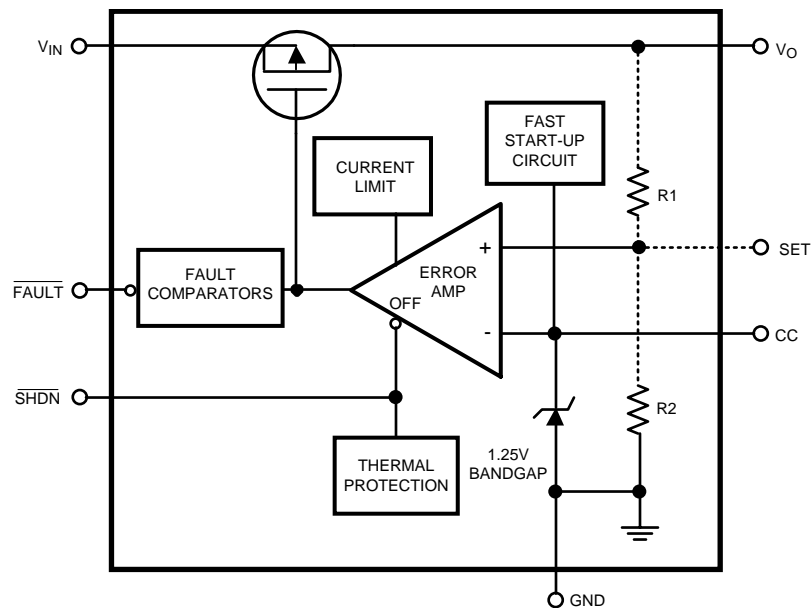 VIN
VO
FAST
START-UP
CIRCUIT
CURRENT
LIMIT
R1
+
SET
FAULT
FAULT
COMPARATORS
ERROR
AMP
OFF
-
CC
SHDN
R2
1.25V
BANDGAP
THERMAL
PROTECTION
GND